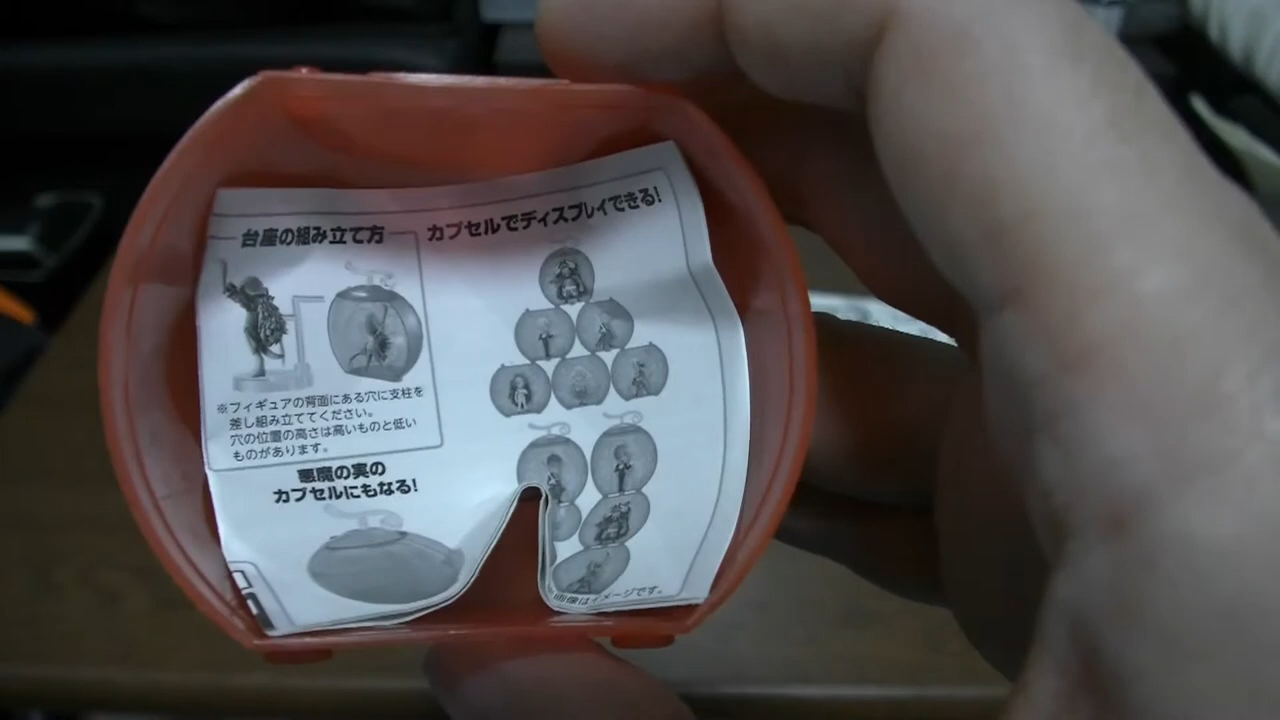 台座の組み立て方
カプセルでディスプレイできる!
※フィギュアの背面にある穴に支柱を
差し組み立ててください。
穴の位置の高さは高いものと低い
ものがあります。
悪魔の実の
カプセルにもなる!
画像はイメージです。